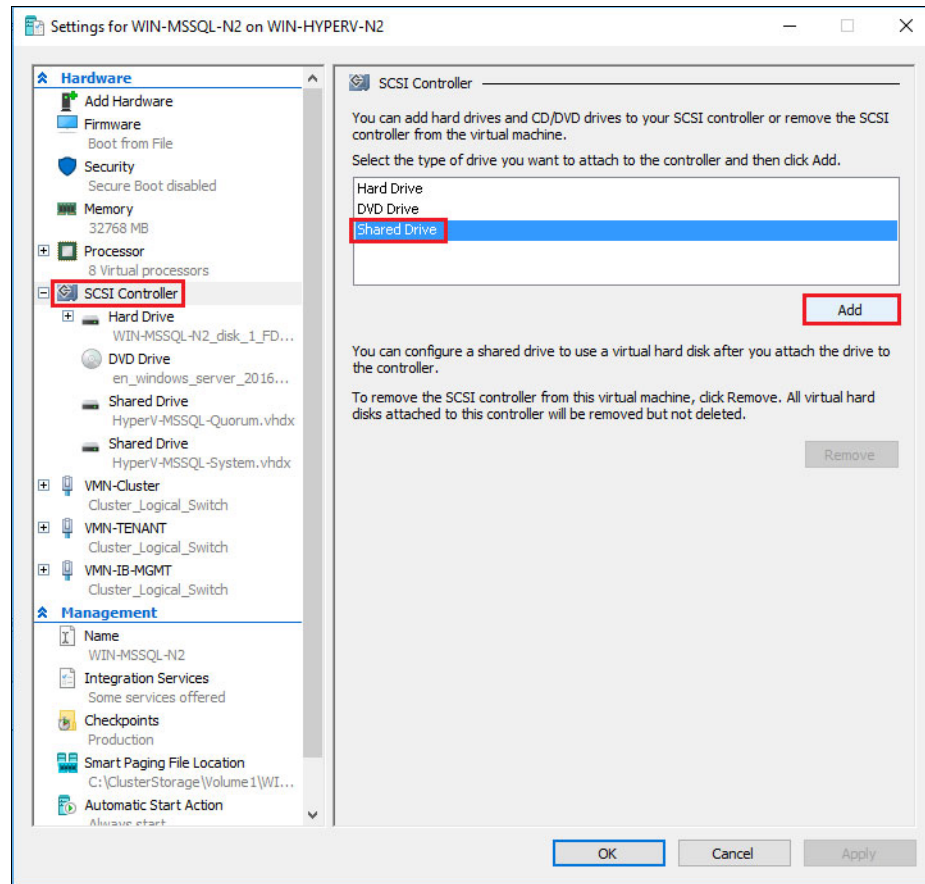 Settings for WIN-MSSQL-N2 on WIN-HYPERV-N2
Hardware
Add Hardware
Firmware
Boot from File
Security
Secure Boot disabled
Memory
32768 MB
Processor
8 Virtual processors
SCSI Controller
Hard Drive
WIN-MSSQL-N2_disk_1_FD...
DVD Drive
en_windows_server_2016...
Shared Drive
HyperV-MSSQL-Quorum.vhdx
Shared Drive
HyperV-MSSQL-System.vhdx
VMN-Cluster
Cluster_Logical_Switch
VMN-TENANT
Cluster_Logical_Switch
VMN-IB-MGMT
Cluster_Logical_Switch
Management
Name
WIN-MSSQL-N2
Integration Services
Some services offered
Checkpoints
Production
Smart Paging File Location
C:\ClusterStorage\Volume1\WI...
Automatic Start Action
Always start
SCSI Controller
You can add hard drives and CD/DVD drives to your SCSI controller or remove the SCSI
controller from the virtual machine.
Select the type of drive you want to attach to the controller and then click Add.
Hard Drive
DVD Drive
Shared Drive
Add
You can configure a shared drive to use a virtual hard disk after you attach the drive to
the controller.
To remove the SCSI controller from this virtual machine, click Remove. All virtual hard
disks attached to this controller will be removed but not deleted.
Remove
OK
Cancel
Apply